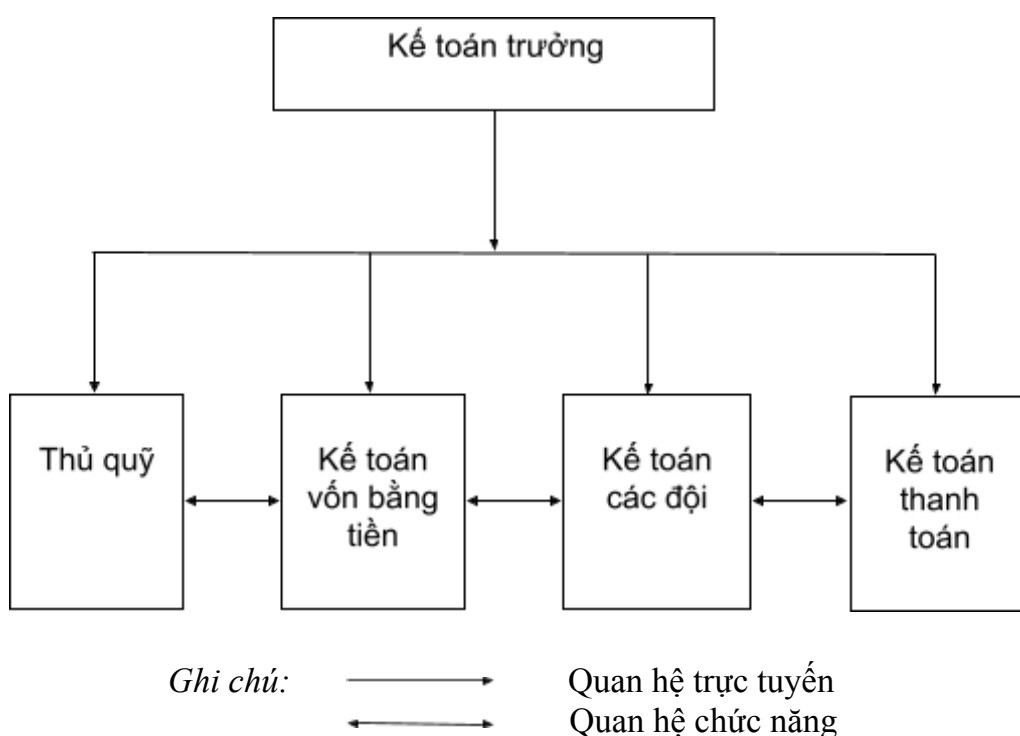 Kế toán trưởng
Thủ quỹ
Kế toán
vốn bằng
tiền
Kế toán
các đội
Kế toán
thanh
toán
Ghi chú: Quan hệ trực tuyến
Quan hệ chức năng